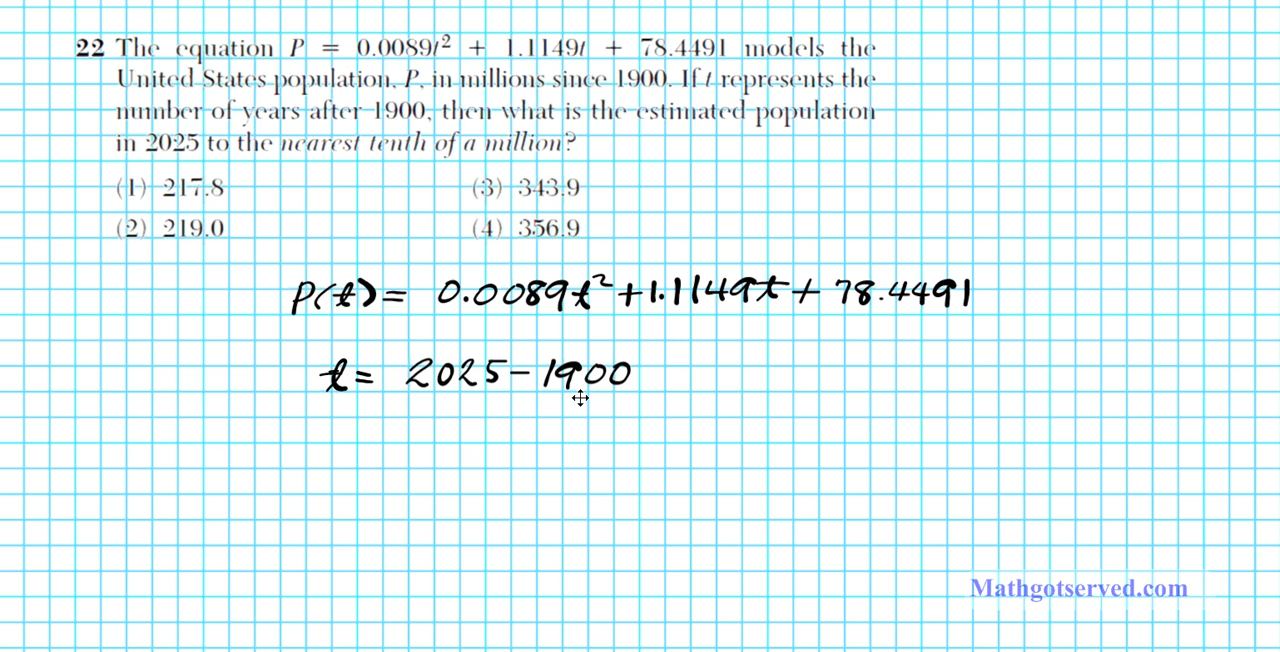 22 The equation P = 0.0089t² + 1.1149t + 78.4491 models the
United States population, P, in millions since 1900. If t represents the
number of years after 1900, then what is the estimated population
in 2025 to the nearest tenth of a million?
(1) 217.8 (3) 343.9
(2) 219.0 (4) 356.9
P(t) = 0.0089t² + 1.1149t + 78.4491
t = 2025 - 1900
Mathgotserved.com